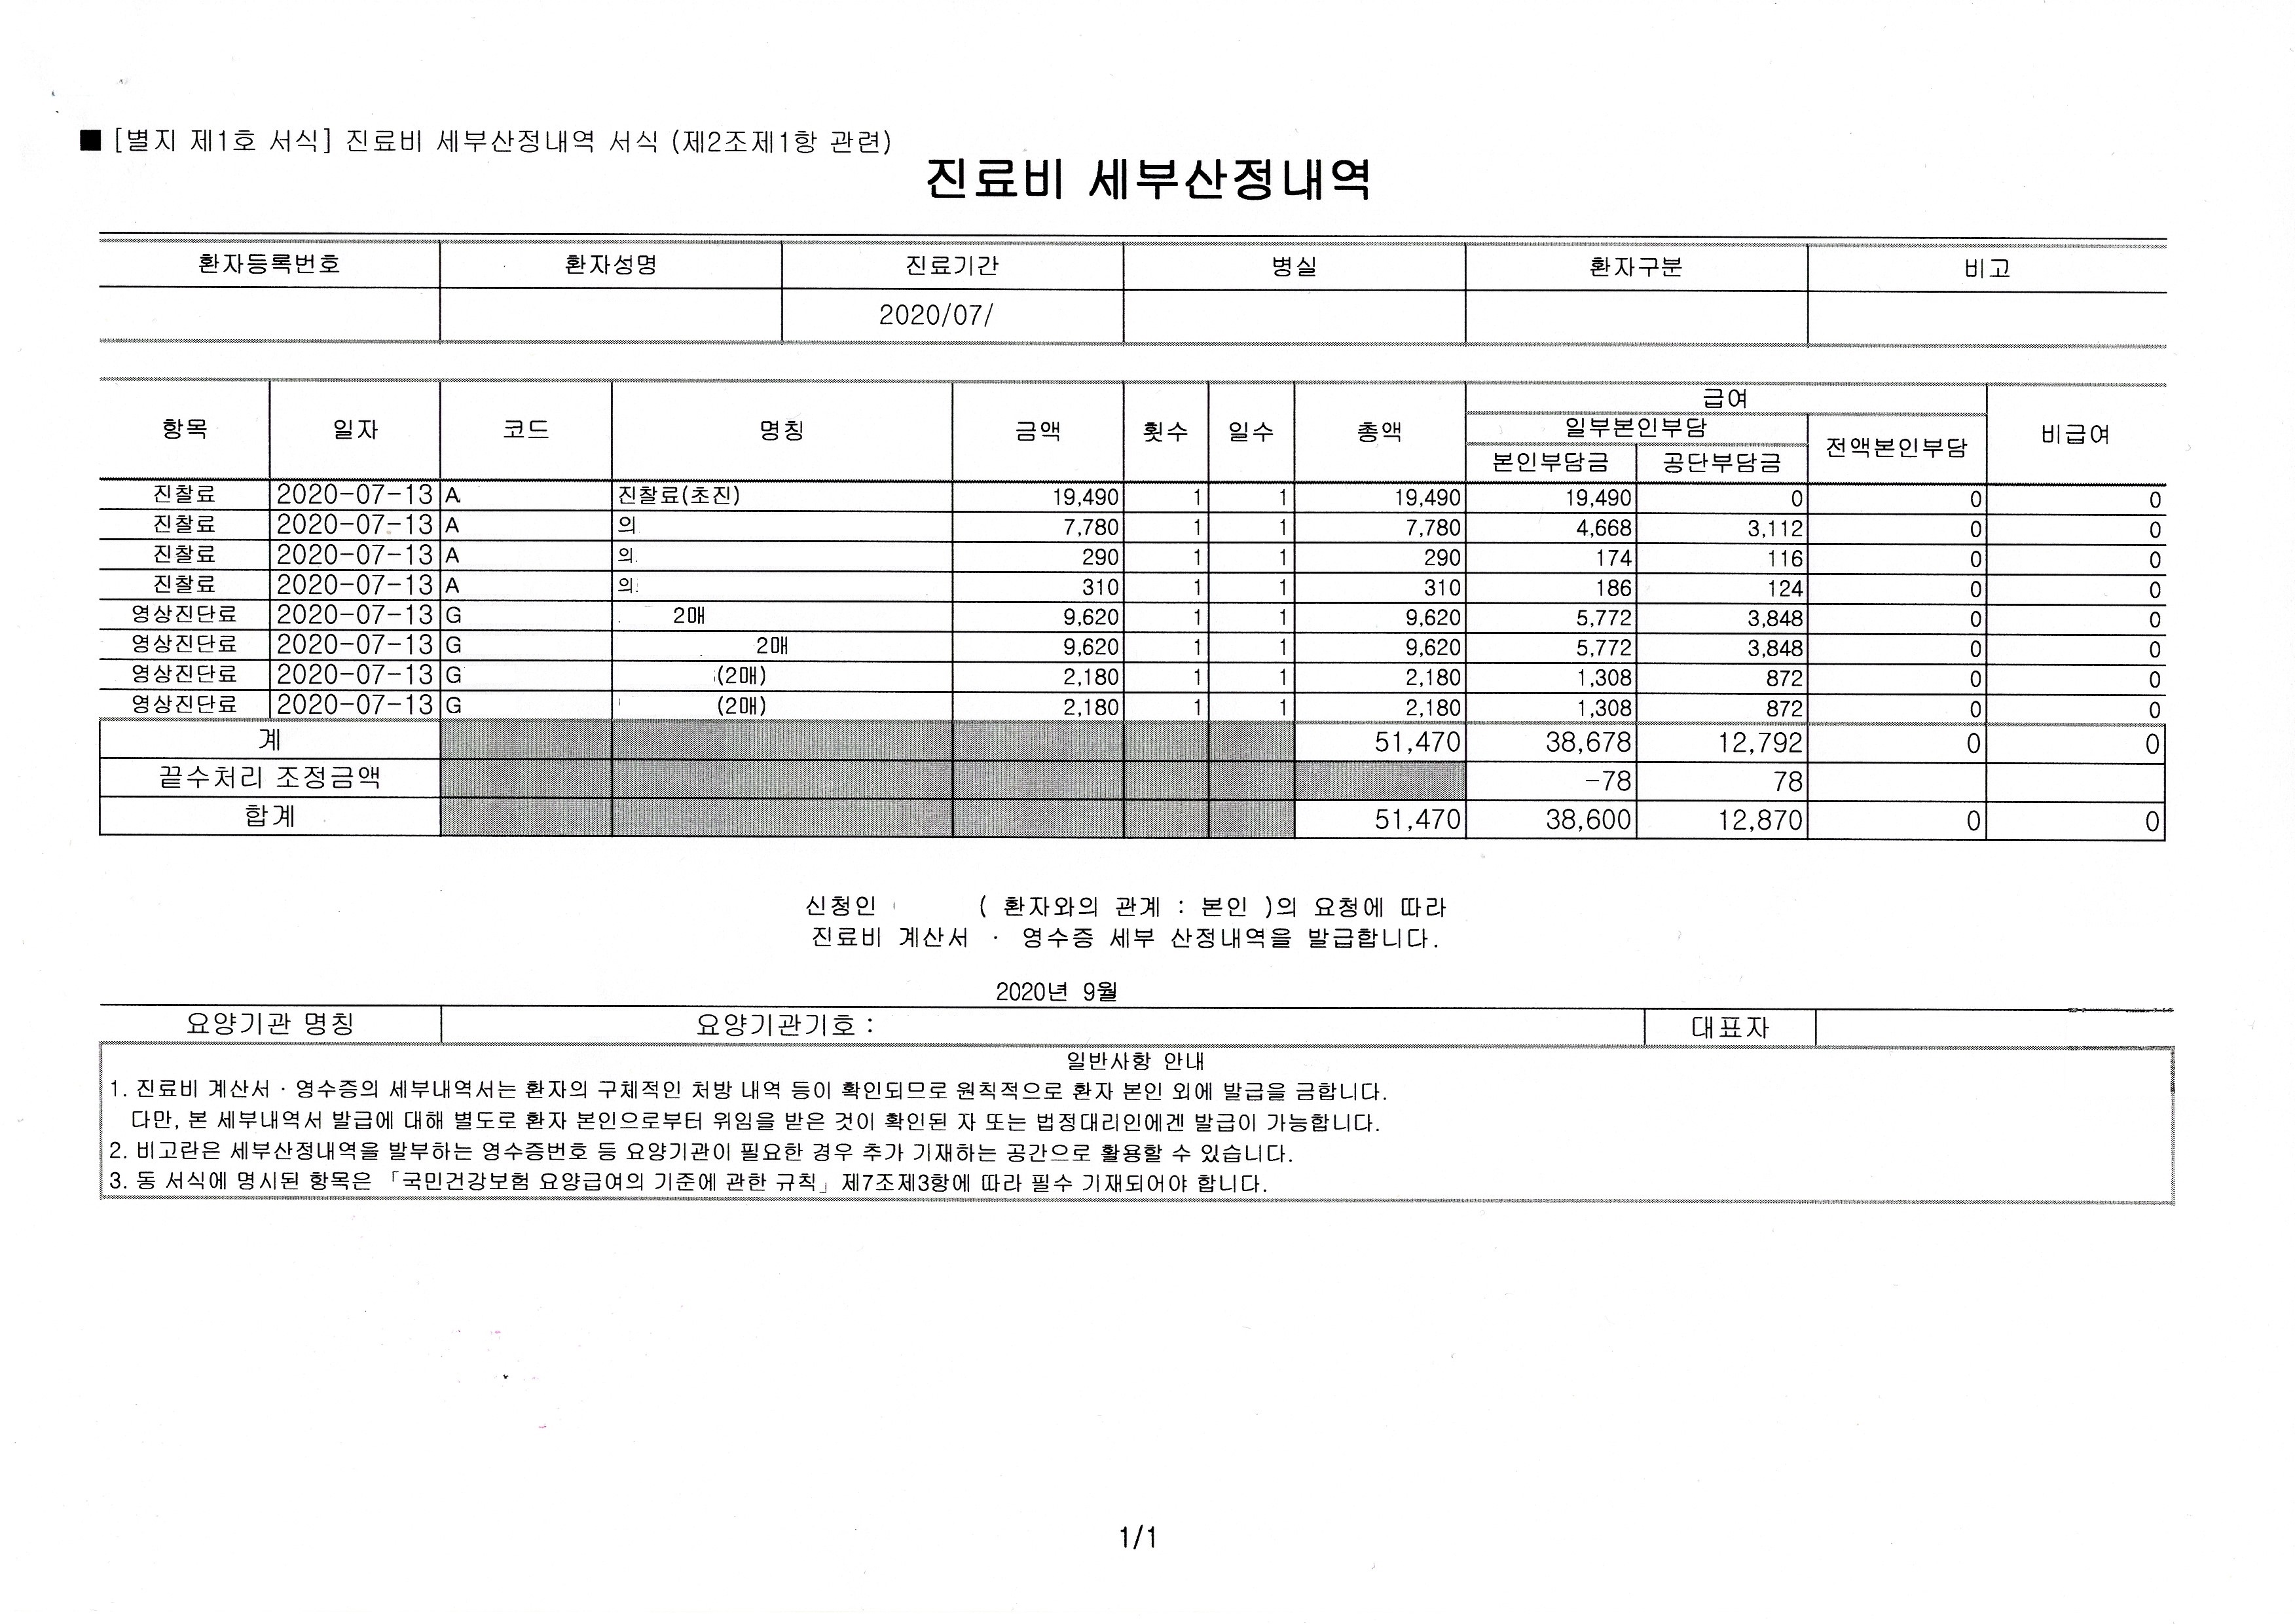 ■ [별지 제1호 서식] 진료비 세부산정내역 서식 (제2조제1항 관련)
진료비 세부산정내역
환자등록번호 환자성명 진료기간 병실 환자구분 비고
2020/07/
항목 일자 코드 명칭 금액 횟수 일수 총액 급여 비급여
일부본인부담 전액본인부담
본인부담금 공단부담금
진찰료 2020-07-13 A 진찰료(초진) 19,490 1 1 19,490 19,490 0 0 0
진찰료 2020-07-13 A 의 7,780 1 1 7,780 4,668 3,112 0 0
진찰료 2020-07-13 A 의 290 1 1 290 174 116 0 0
진찰료 2020-07-13 A 의 310 1 1 310 186 124 0 0
영상진단료 2020-07-13 G 2매 9,620 1 1 9,620 5,772 3,848 0 0
영상진단료 2020-07-13 G 2매 9,620 1 1 9,620 5,772 3,848 0 0
영상진단료 2020-07-13 G (2매) 2,180 1 1 2,180 1,308 872 0 0
영상진단료 2020-07-13 G (2매) 2,180 1 1 2,180 1,308 872 0 0
계 51,470 38,678 12,792 0 0
끝수처리 조정금액 -78 78
합계 51,470 38,600 12,870 0 0
신청인 ( 환자와의 관계 : 본인 )의 요청에 따라
진료비 계산서 · 영수증 세부 산정내역을 발급합니다.
2020년 9월
요양기관 명칭 요양기관기호 : 대표자
일반사항 안내
1. 진료비 계산서 · 영수증의 세부내역서는 환자의 구체적인 처방 내역 등이 확인되므로 원칙적으로 환자 본인 외에 발급을 금합니다.
다만, 본 세부내역서 발급에 대해 별도로 환자 본인으로부터 위임을 받은 것이 확인된 자 또는 법정대리인에겐 발급이 가능합니다.
2. 비고란은 세부산정내역을 발부하는 영수증번호 등 요양기관이 필요한 경우 추가 기재하는 공간으로 활용할 수 있습니다.
3. 동 서식에 명시된 항목은 「국민건강보험 요양급여의 기준에 관한 규칙」 제7조제3항에 따라 필수 기재되어야 합니다.
1/1